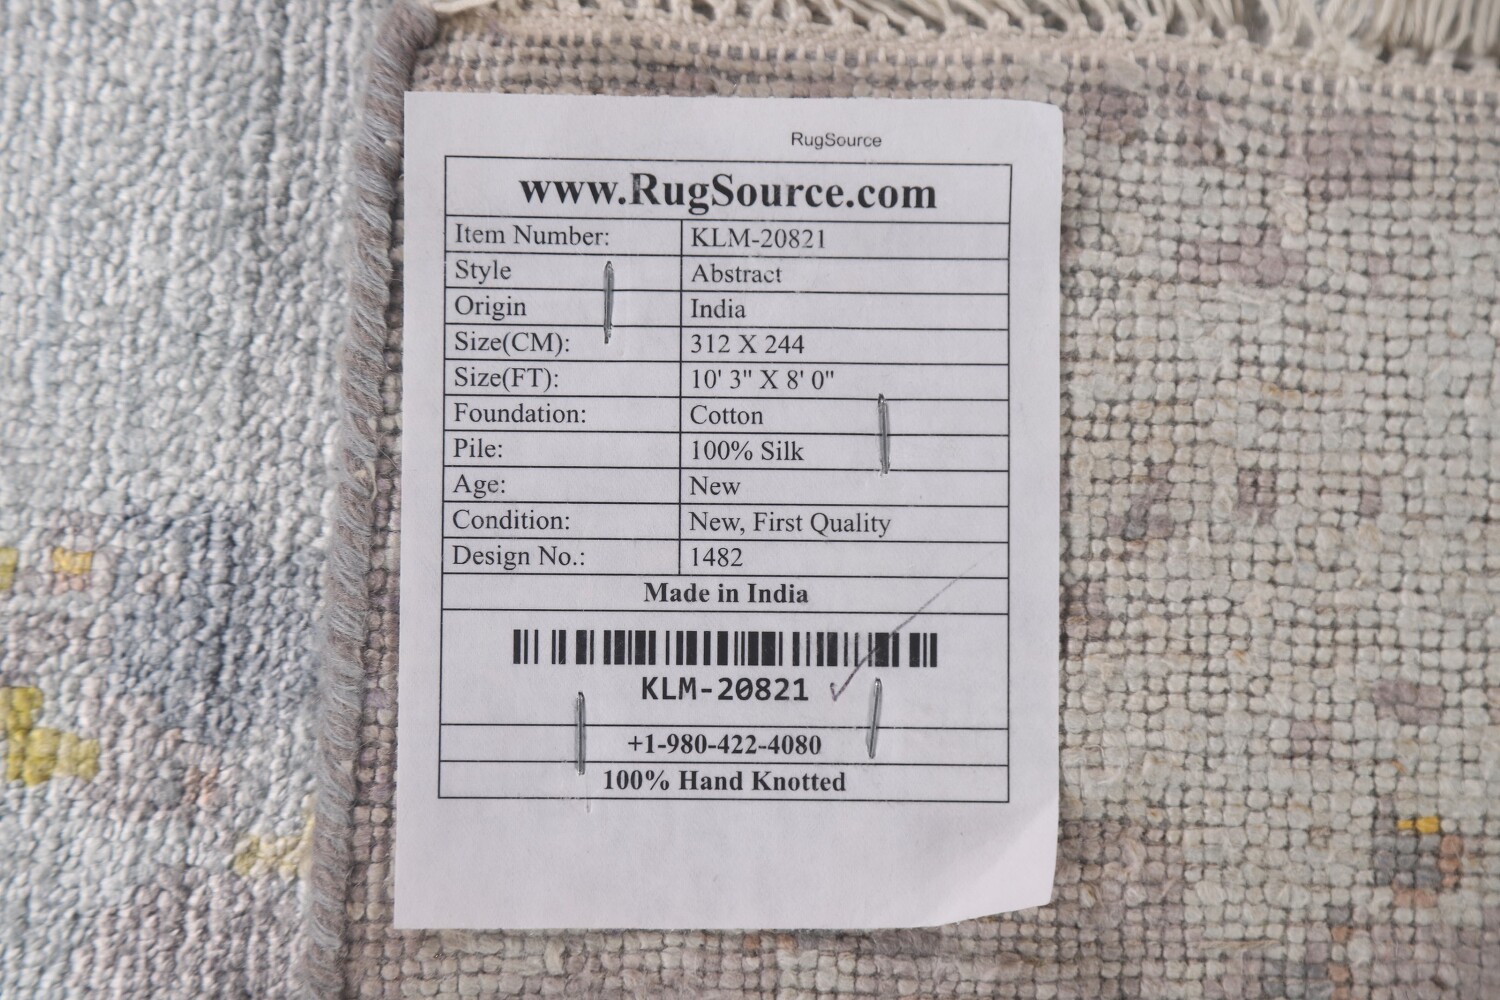 RugSource
www.RugSource.com
Item Number: KLM-20821
Style Abstract
Origin India
Size(CM): 312 X 244
Size(FT): 10' 3" X 8' 0"
Foundation: Cotton
Pile: 100% Silk
Age: New
Condition: New, First Quality
Design No.: 1482
Made in India
KLM-20821
+1-980-422-4080
100% Hand Knotted